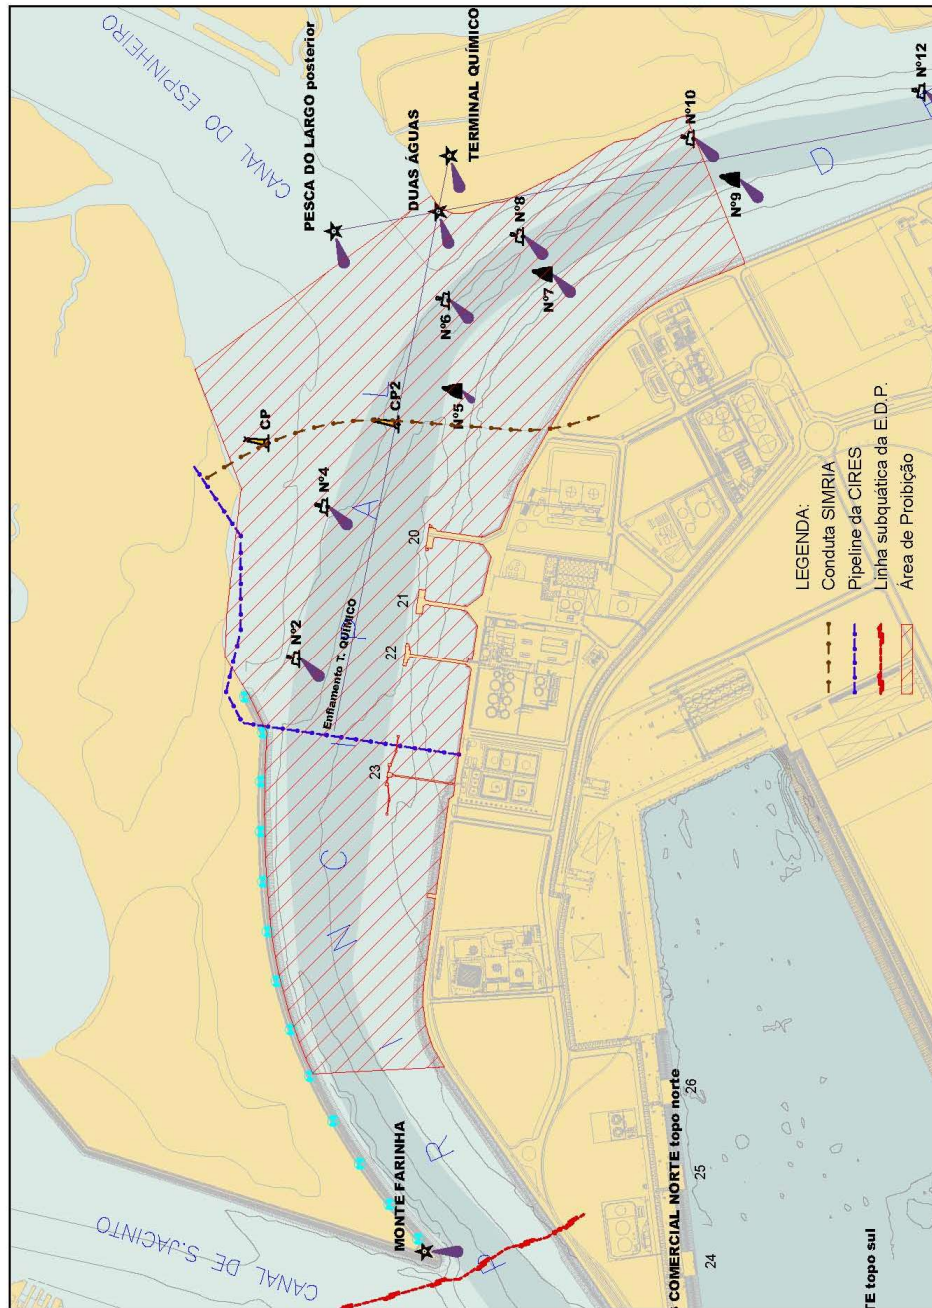 CANAL DO ESPINHEIRO
PESCA DO LARGO posterior
DUAS ÁGUAS
TERMINAL QUÍMICO
Nº12
Nº10
Nº9
Nº8
Nº7
Nº6
Nº5
CP
CP2
Nº4
Nº2
Enfiamento T. QUÍMICO
20
21
22
23
P R I N C I P A L
D
LEGENDA:
Conduta SIMRIA
Pipeline da CIRES
Linha subquática da E.D.P.
Área de Proibição
MONTE FARINHA
CANAL DE S.JACINTO
COMERCIAL NORTE topo norte
26
25
24
TE topo sul